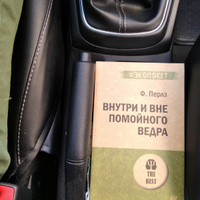 #ЭКОПОКЕТ
Ф. Перлз
ВНУТРИ И ВНЕ
ПОМОЙНОГО
ВЕДРА
THE
BEST